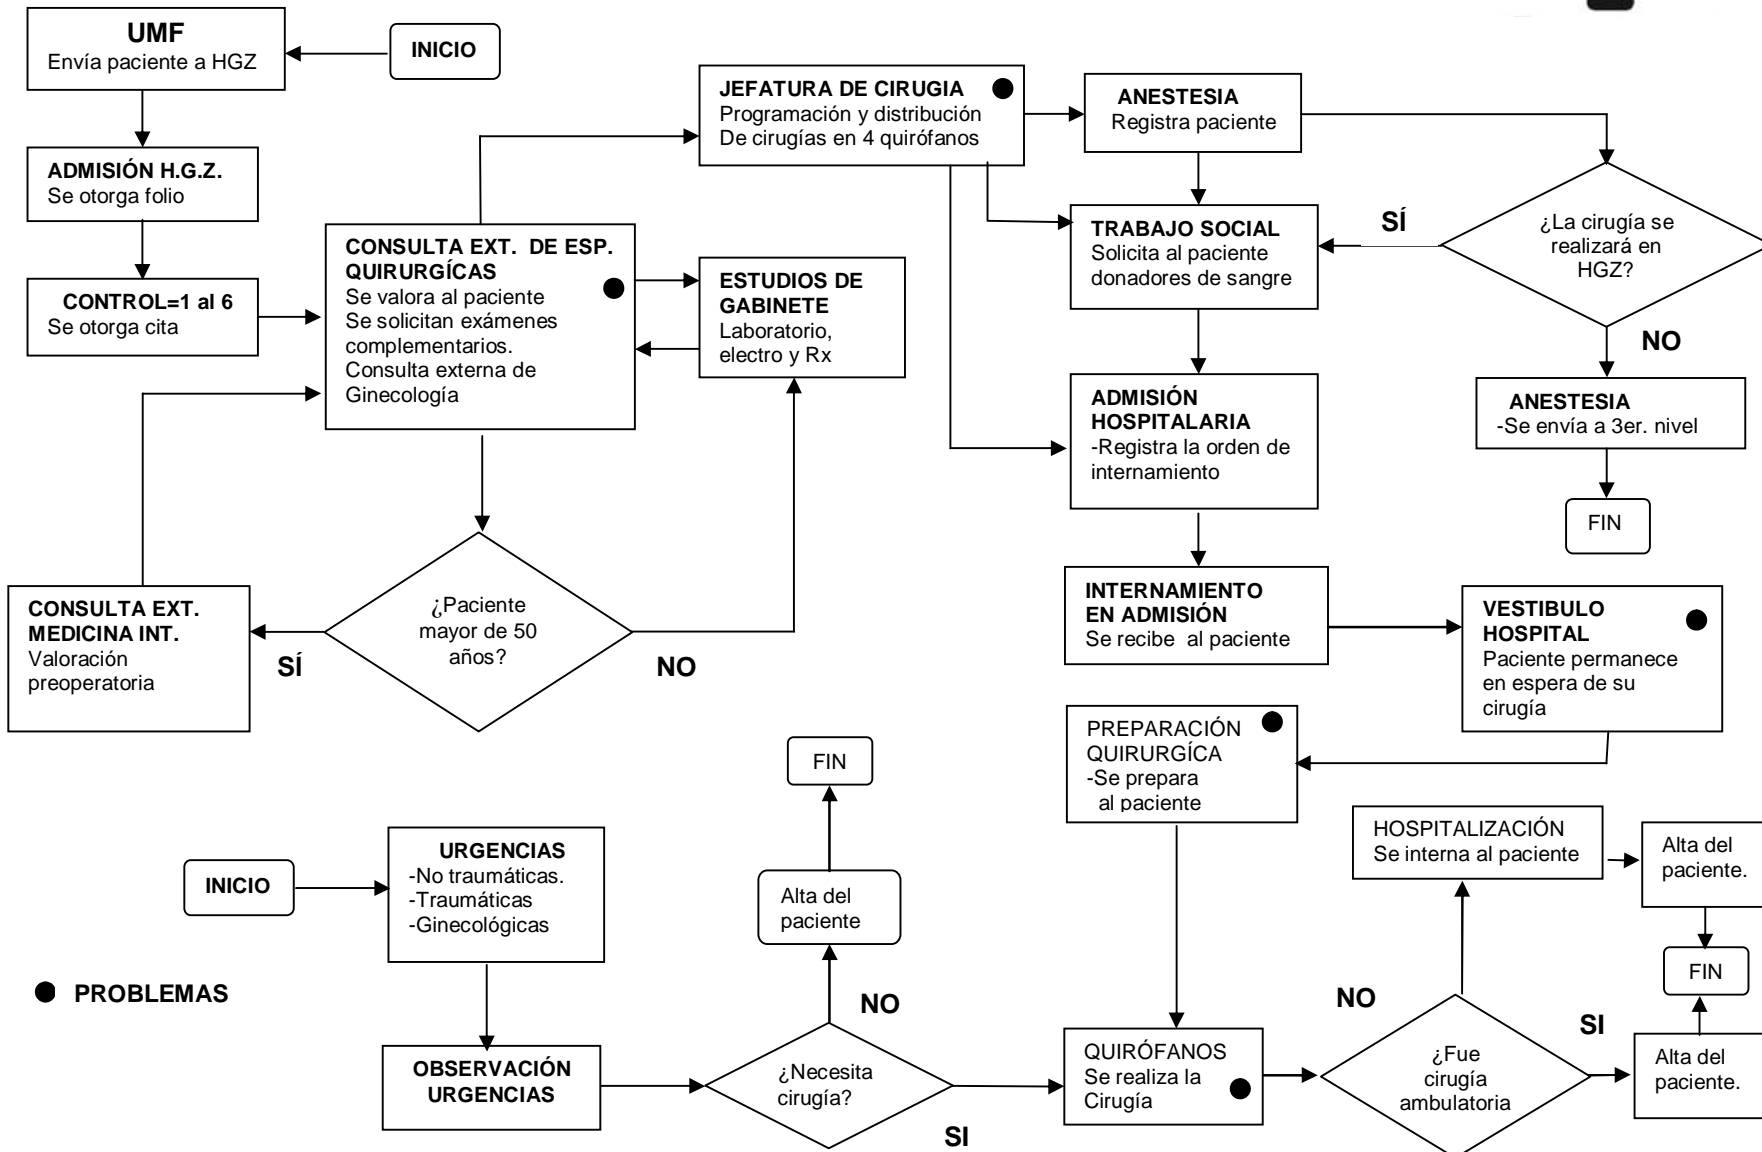 UMF
Envía paciente a HGZ
INICIO
ADMISIÓN H.G.Z.
Se otorga folio
CONTROL=1 al 6
Se otorga cita
CONSULTA EXT. DE ESP.
QUIRURGÍCAS
Se valora al paciente
Se solicitan exámenes
complementarios.
Consulta externa de
Ginecología
ESTUDIOS DE
GABINETE
Laboratorio,
electro y Rx
JEFATURA DE CIRUGIA
Programación y distribución
De cirugías en 4 quirófanos
ANESTESIA
Registra paciente
TRABAJO SOCIAL
Solicita al paciente
donadores de sangre
SÍ
¿La cirugía se
realizará en
HGZ?
NO
ANESTESIA
-Se envía a 3er. nivel
FIN
ADMISIÓN
HOSPITALARIA
-Registra la orden de
internamiento
CONSULTA EXT.
MEDICINA INT.
Valoración
preoperatoria
SÍ
¿Paciente
mayor de 50
años?
NO
INTERNAMIENTO
EN ADMISIÓN
Se recibe al paciente
VESTIBULO
HOSPITAL
Paciente permanece
en espera de su
cirugía
PREPARACIÓN
QUIRURGÍCA
-Se prepara
al paciente
FIN
Alta del
paciente
INICIO
URGENCIAS
-No traumáticas.
-Traumáticas
-Ginecológicas
PROBLEMAS
OBSERVACIÓN
URGENCIAS
NO
¿Necesita
cirugía?
SI
QUIRÓFANOS
Se realiza la
Cirugía
HOSPITALIZACIÓN
Se interna al paciente
Alta del
paciente.
FIN
NO
¿Fue
cirugía
ambulatoria
SI
Alta del
paciente.